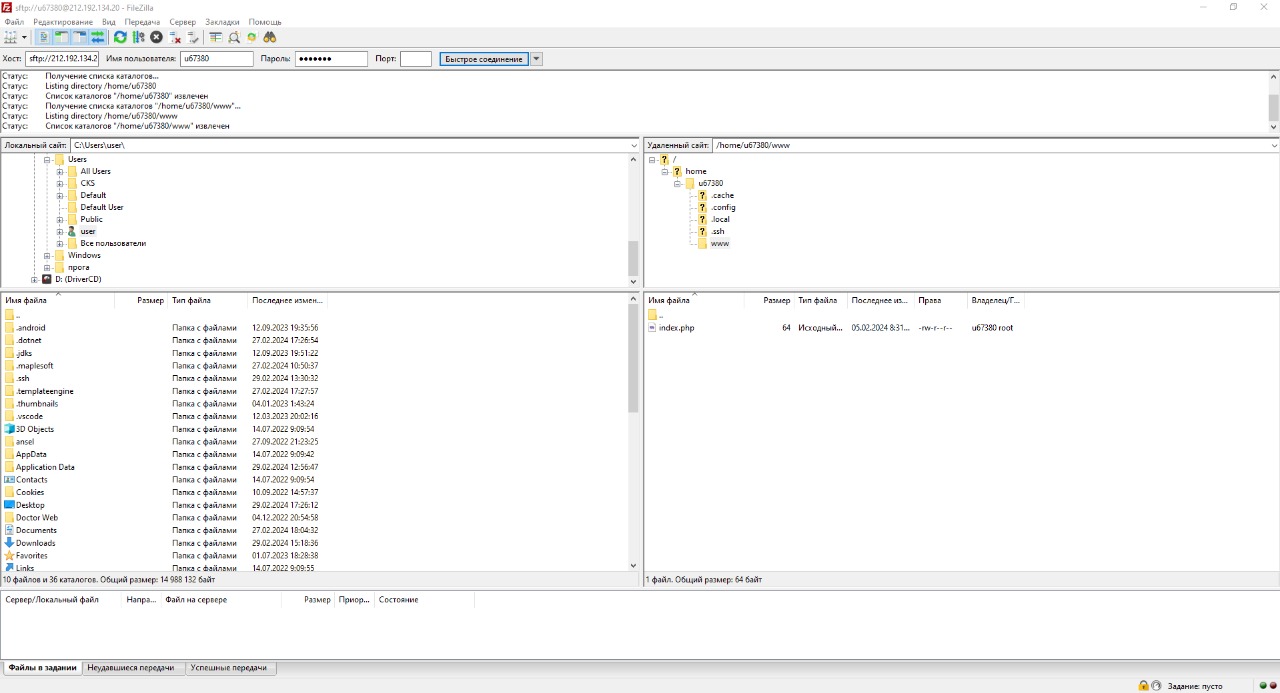 sftp://u67380@212.192.134.20 - FileZilla
Файл Редактирование Вид Передача Сервер Закладки Помощь
Хост: sftp://212.192.134.2 Имя пользователя: u67380 Пароль: ●●●●●●● Порт: Быстрое соединение
Статус: Получение списка каталогов...
Статус: Listing directory /home/u67380
Статус: Список каталогов "/home/u67380" извлечен
Статус: Получение списка каталогов "/home/u67380/www"...
Статус: Listing directory /home/u67380/www
Статус: Список каталогов "/home/u67380/www" извлечен
Локальный сайт: C:\Users\user\
Users
All Users
CKS
Default
Default User
Public
user
Все пользователи
Windows
прога
D: (DriverCD)
Удаленный сайт: /home/u67380/www
? /
? home
u67380
? .cache
? .config
? .local
? .ssh
www
Имя файла Размер Тип файла Последнее измен...
..
.android Папка с файлами 12.09.2023 19:35:56
.dotnet Папка с файлами 27.02.2024 17:26:54
.jdks Папка с файлами 12.09.2023 19:51:22
.maplesoft Папка с файлами 27.02.2024 10:50:37
.ssh Папка с файлами 29.02.2024 13:30:32
.templateengine Папка с файлами 27.02.2024 17:27:57
.thumbnails Папка с файлами 04.01.2023 1:43:24
.vscode Папка с файлами 12.03.2023 20:02:16
3D Objects Папка с файлами 14.07.2022 9:09:54
ansel Папка с файлами 27.09.2022 21:23:25
AppData Папка с файлами 14.07.2022 9:09:42
Application Data Папка с файлами 29.02.2024 12:56:47
Contacts Папка с файлами 14.07.2022 9:09:54
Cookies Папка с файлами 10.09.2022 14:57:37
Desktop Папка с файлами 29.02.2024 17:26:12
Doctor Web Папка с файлами 04.12.2022 20:54:58
Documents Папка с файлами 27.02.2024 18:04:32
Downloads Папка с файлами 29.02.2024 15:18:36
Favorites Папка с файлами 01.07.2023 18:28:38
Links Папка с файлами 14.07.2022 9:09:55
10 файлов и 36 каталогов. Общий размер: 14 988 132 байт
Имя файла Размер Тип файла Последнее из... Права Владелец/Г...
..
index.php 64 Исходный... 05.02.2024 8:31... -rw-r--r-- u67380 root
1 файл. Общий размер: 64 байт
Сервер/Локальный файл Напра... Файл на сервере Размер Приор... Состояние
Файлы в задании Неудавшиеся передачи Успешные передачи
Задание: пусто